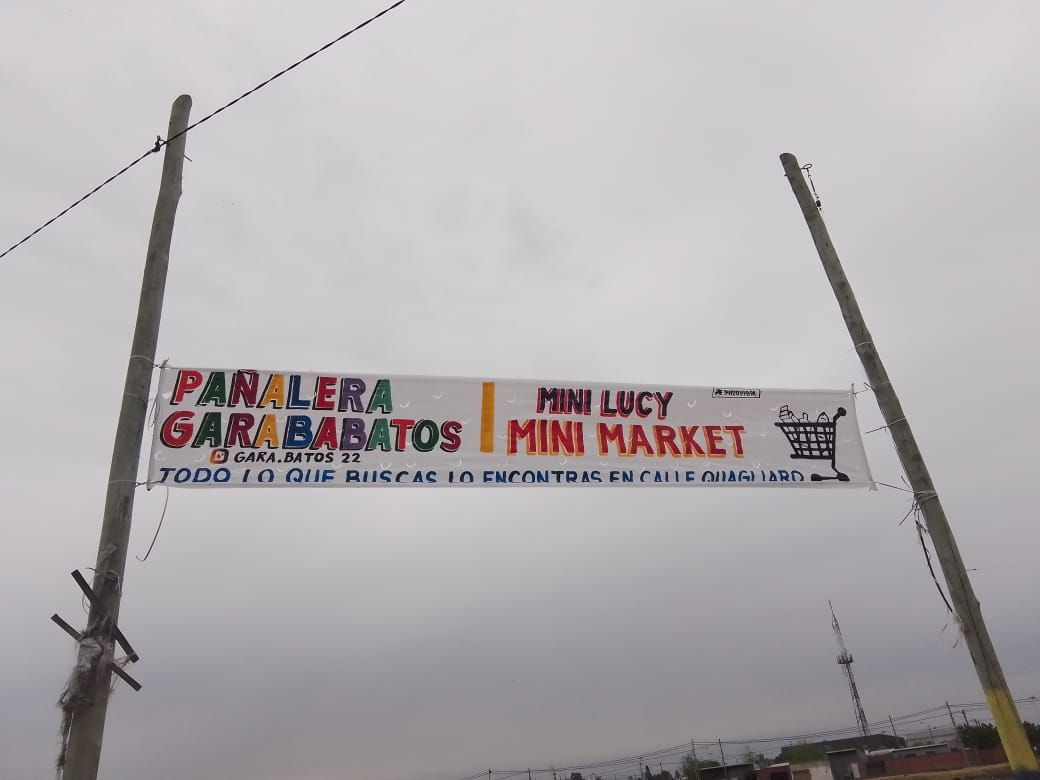 PAÑALERA
GARABABATOS
GARA.BATOS 22
MINI LUCY
MINI MARKET
TODO LO QUE BUSCAS LO ENCONTRAS EN CALLE QUAGLIARD